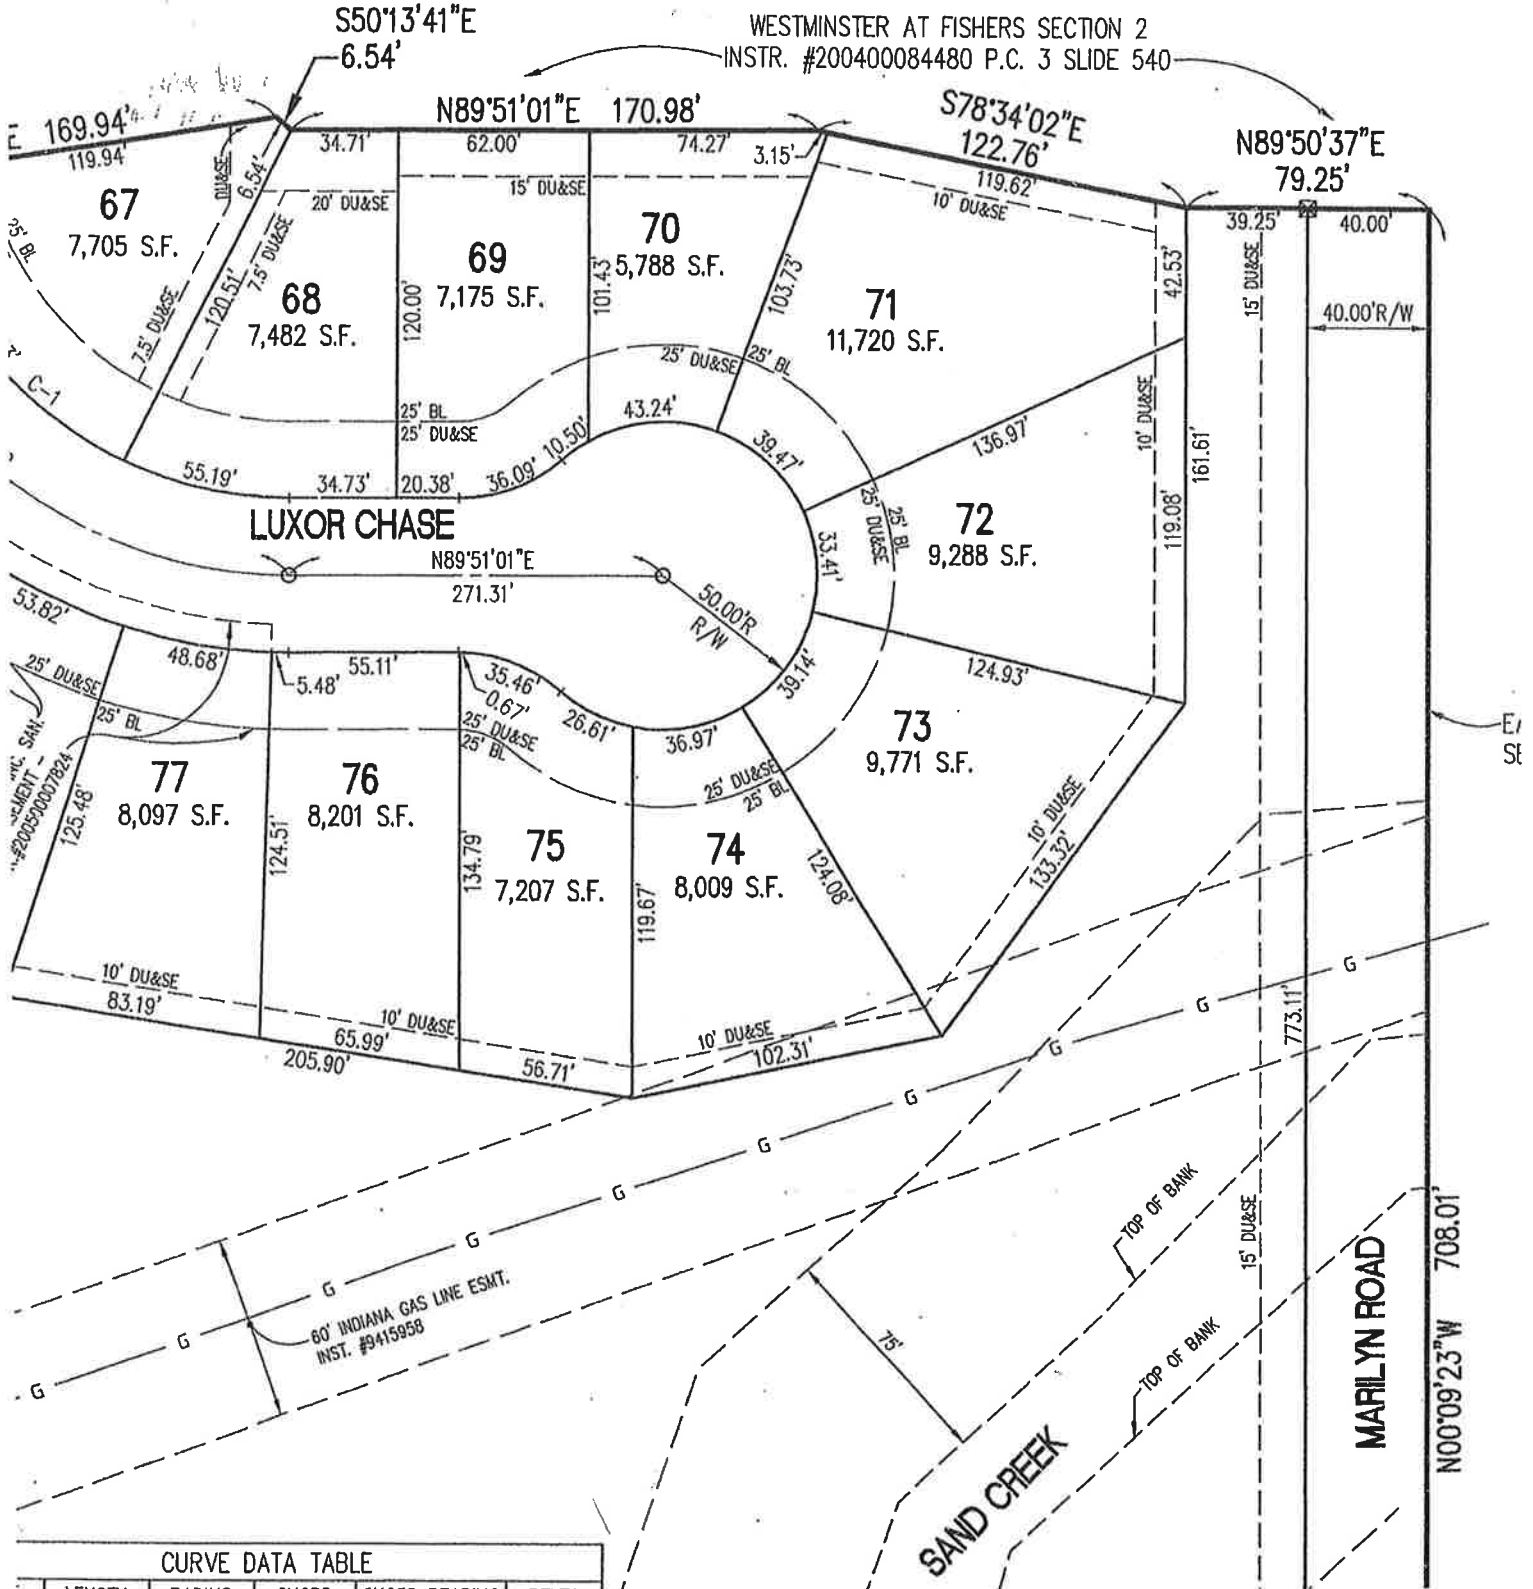 S50°13'41"E
6.54'
WESTMINSTER AT FISHERS SECTION 2
INSTR. #200400084480 P.C. 3 SLIDE 540
E 169.94'
119.94'
N89°51'01"E 170.98'
34.71'
62.00'
74.27'
3.15'
S78°34'02"E
122.76'
119.62'
10' DU&SE
N89°50'37"E
79.25'
39.25'
40.00'
DU&SE
6.54'
20' DU&SE
15' DU&SE
67
7,705 S.F.
25' BL
7.5' DU&SE
120.51'
7.5' DU&SE
68
7,482 S.F.
120.00'
69
7,175 S.F.
101.43'
70
5,788 S.F.
103.73'
71
11,720 S.F.
42.53'
15' DU&SE
40.00'R/W
25' DU&SE
25' BL
C-1
25' BL
25' DU&SE
43.24'
39.47'
136.97'
10' DU&SE
161.61'
55.19'
34.73'
20.38'
36.09'
10.50'
LUXOR CHASE
N89°51'01"E
271.31'
50.00'R
R/W
33.41'
25' BL
25' DU&SE
72
9,288 S.F.
119.08'
53.82'
48.68'
5.48'
55.11'
35.46'
0.67'
26.61'
36.97'
39.14'
124.93'
25' DU&SE
25' BL
25' DU&SE
25' BL
25' DU&SE
25' BL
73
9,771 S.F.
SAN.
#200500007824
125.48'
77
8,097 S.F.
124.51'
76
8,201 S.F.
134.79'
75
7,207 S.F.
119.67'
74
8,009 S.F.
124.08'
10' DU&SE
133.32'
10' DU&SE
83.19'
10' DU&SE
65.99'
205.90'
56.71'
10' DU&SE
102.31'
773.11'
G
G
G
G
G
G
G
G
G
G
60' INDIANA GAS LINE ESMT.
INST. #9415958
75'
TOP OF BANK
TOP OF BANK
15' DU&SE
SAND CREEK
MARILYN ROAD
N00°09'23"W 708.01'
CURVE DATA TABLE